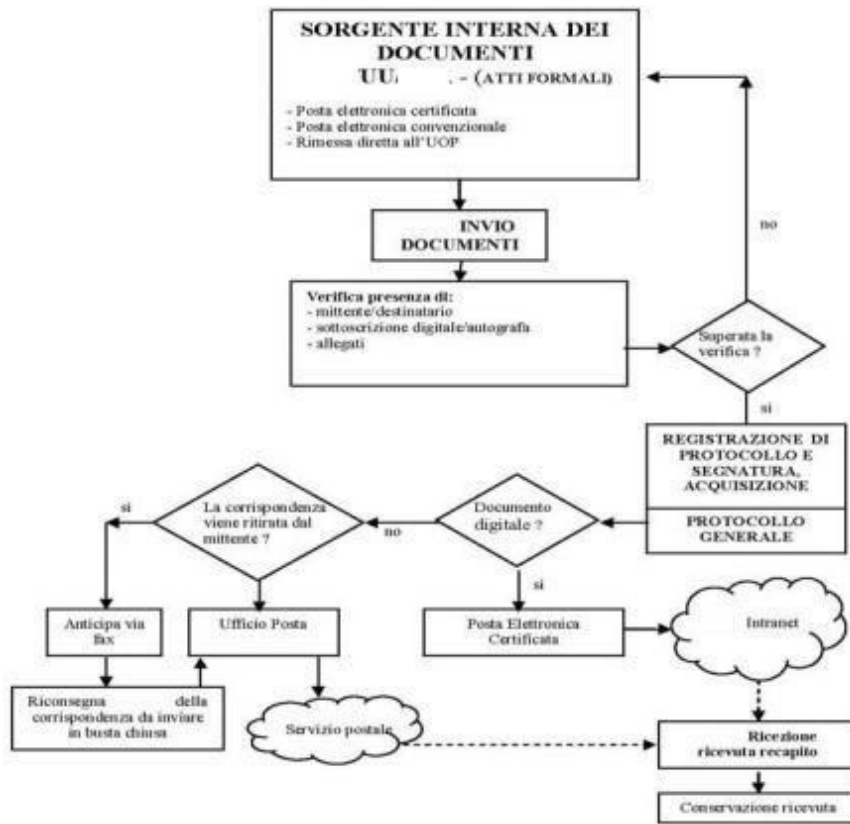 SORGENTE INTERNA DEI
DOCUMENTI
UU. . - (ATTI FORMALI)
- Posta elettronica certificata
- Posta elettronica convenzionale
- Rimessa diretta all'UOP
INVIO
DOCUMENTI
no
Verifica presenza di:
- mittente/destinatario
- sottoscrizione digitale/autografa
- allegati
Superata la
verifica ?
si
REGISTRAZIONE DI
PROTOCOLLO E
SEGNATURA,
ACQUISIZIONE
PROTOCOLLO
GENERALE
Documento
digitale ?
no
si
La corrispondenza
viene ritirata dal
mittente ?
si
Anticipa via
fax
Ufficio Posta
Posta Elettronica
Certificata
Intranet
Riconsegna della
corrispondenza da inviare
in busta chiusa
Servizio postale
Ricezione
ricevuta recapito
Conservazione ricevuta